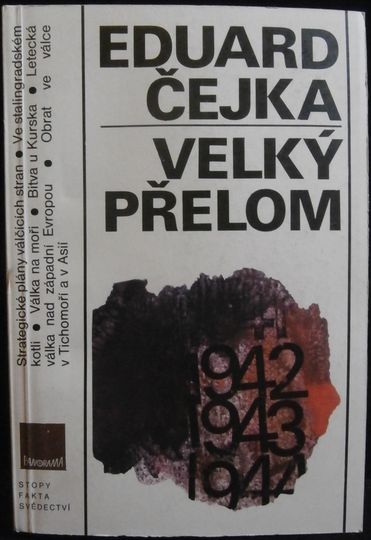 EDUARD
ČEJKA
VELKÝ
PŘELOM
Strategické plány válčících stran • Ve stalingradském
kotli • Válka na moři • Bitva u Kurska • Letecká
válka nad západní Evropou • Obrat ve válce
v Tichomoří a v Asii
1942
1943
1944
PANORAMA
STOPY
FAKTA
SVĚDECTVÍ